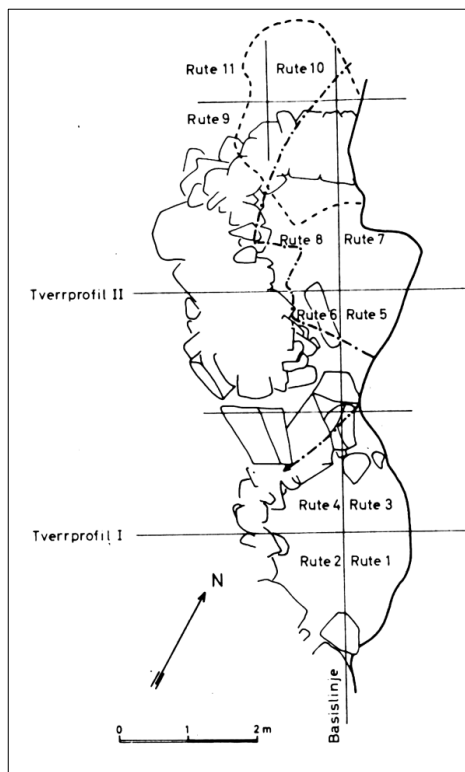 Rute 11 Rute 10
Rute 9
Rute 8 Rute 7
Tverrprofil II
Rute 6 Rute 5
Rute 4 Rute 3
Tverrprofil I
Rute 2 Rute 1
N
Basislinje
0 1 2 m